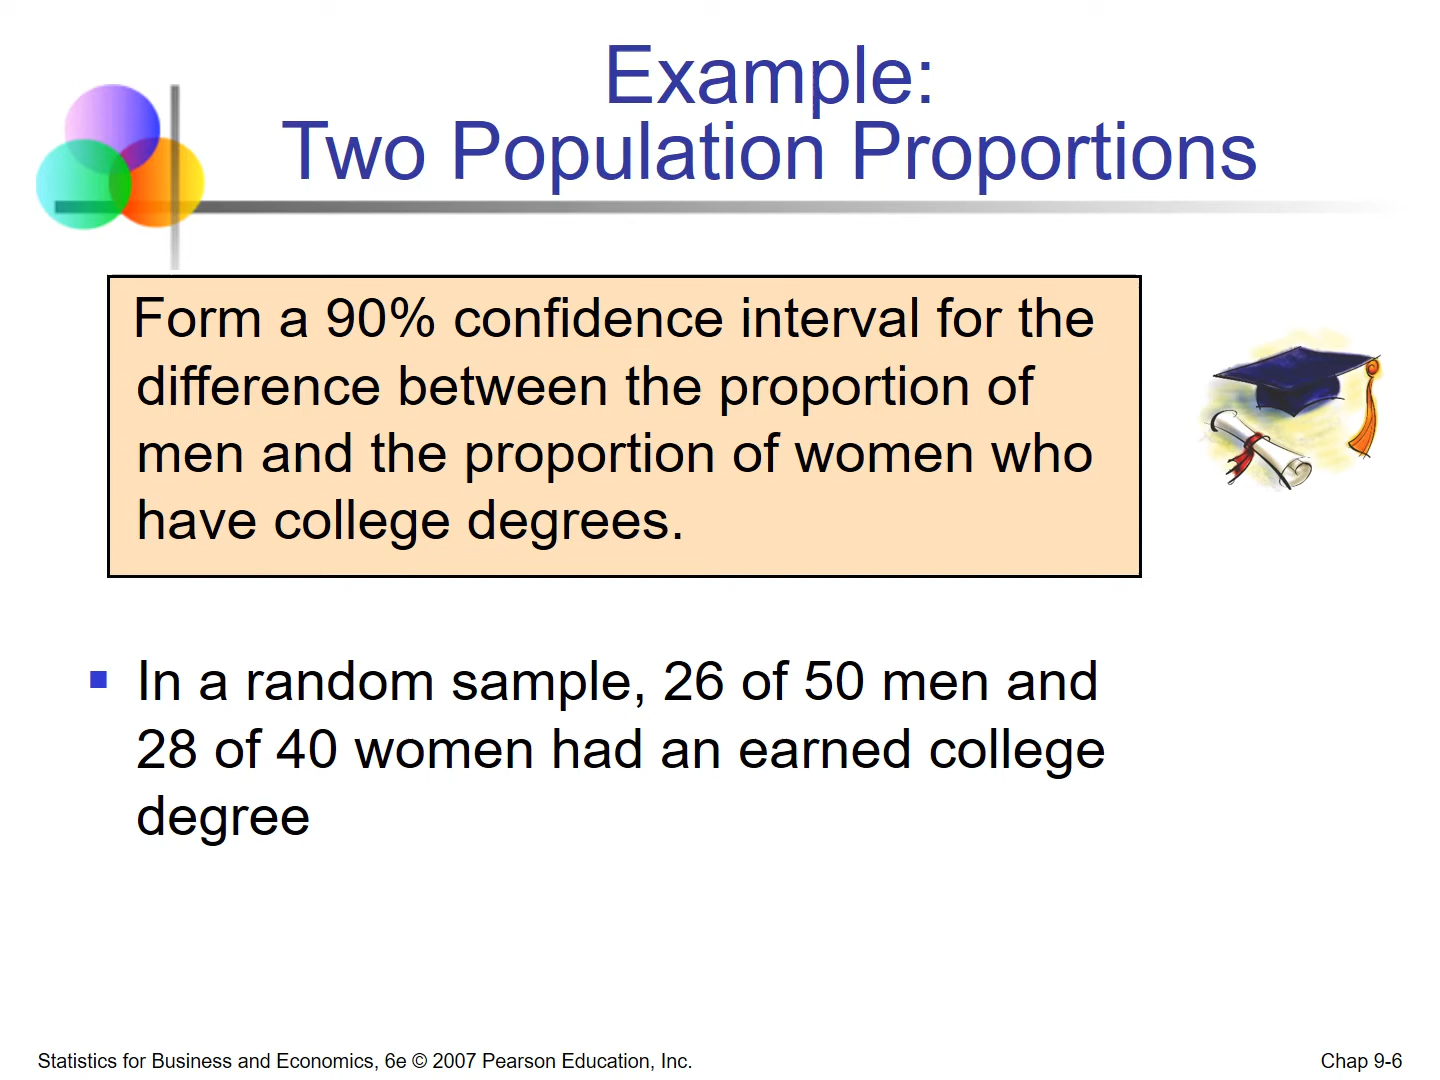 Example:
Two Population Proportions
Form a 90% confidence interval for the
difference between the proportion of
men and the proportion of women who
have college degrees.
In a random sample, 26 of 50 men and
28 of 40 women had an earned college
degree
Statistics for Business and Economics, 6e © 2007 Pearson Education, Inc.
Chap 9-6